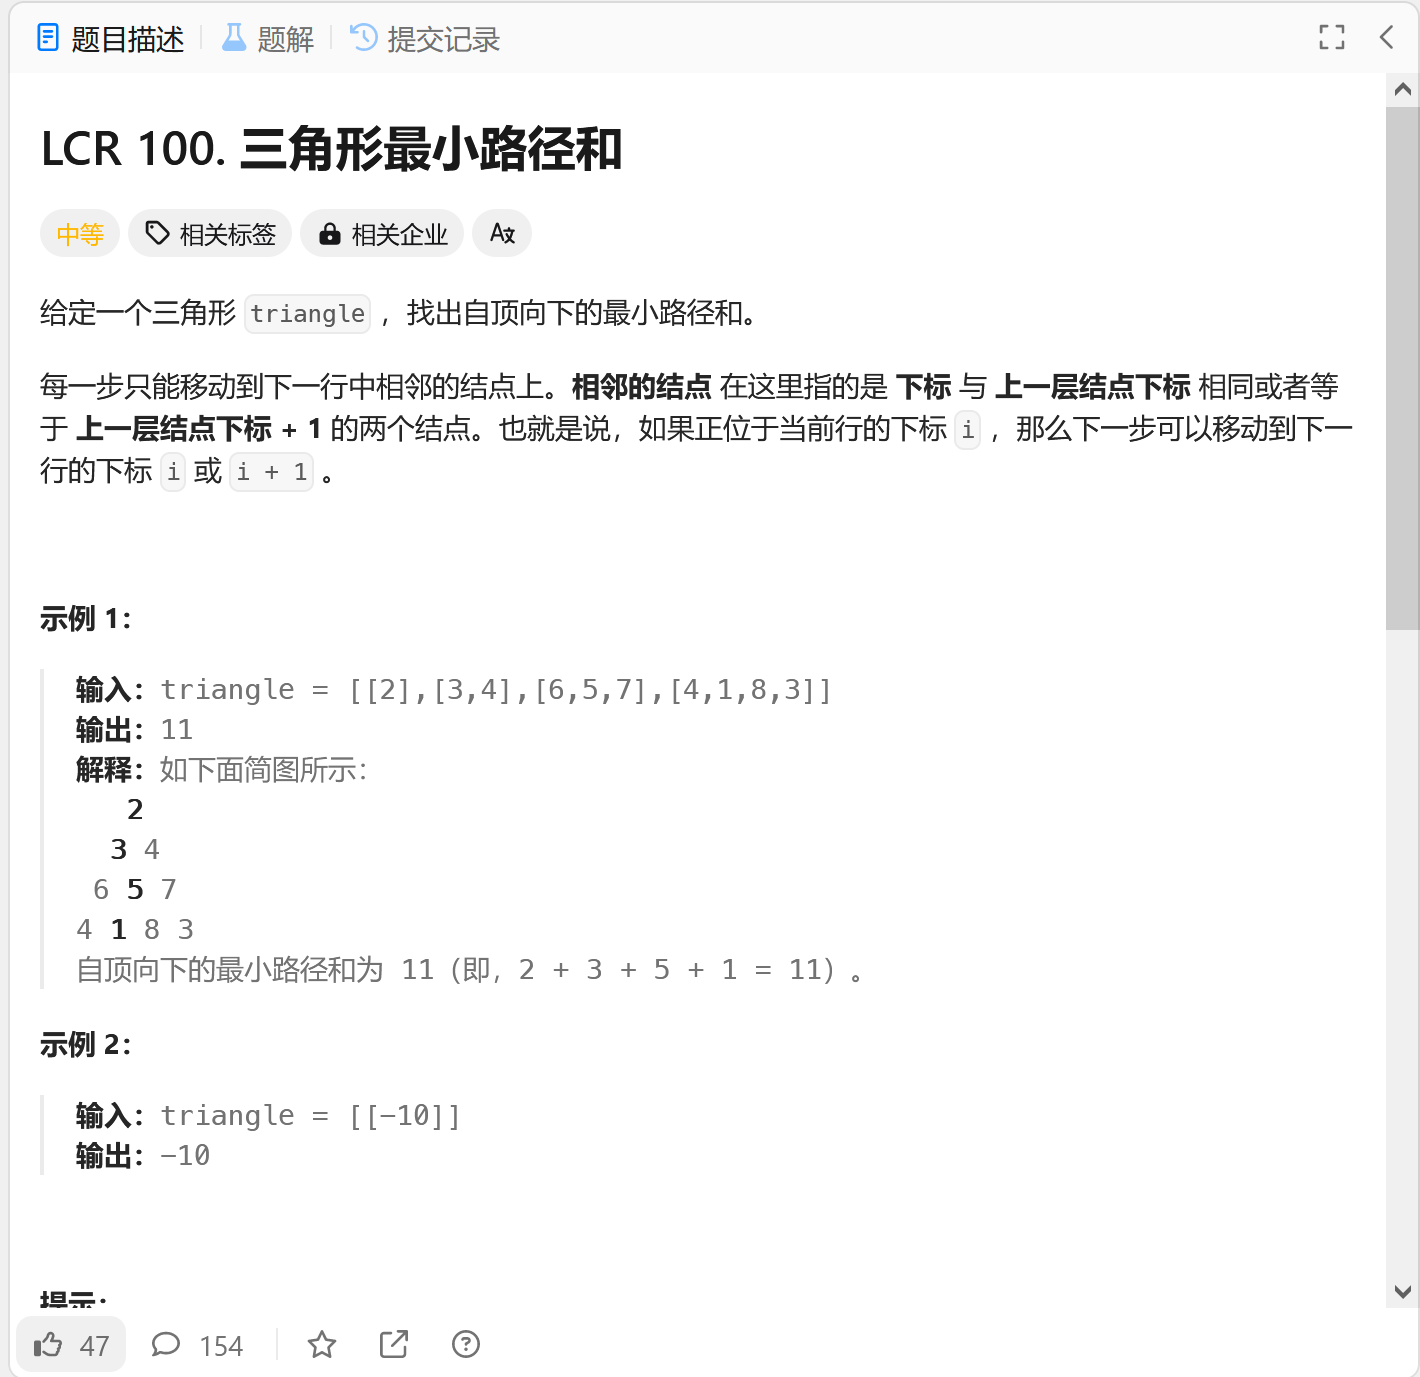 题目描述 题解 提交记录
LCR 100. 三角形最小路径和
中等 相关标签 相关企业
给定一个三角形 triangle ，找出自顶向下的最小路径和。
每一步只能移动到下一行中相邻的结点上。相邻的结点 在这里指的是 下标 与 上一层结点下标 相同或者等
于 上一层结点下标 + 1 的两个结点。也就是说，如果正位于当前行的下标 i ，那么下一步可以移动到下一
行的下标 i 或 i + 1 。
示例 1：
输入：triangle = [[2],[3,4],[6,5,7],[4,1,8,3]]
输出：11
解释：如下面简图所示：
2
3 4
6 5 7
4 1 8 3
自顶向下的最小路径和为 11（即，2 + 3 + 5 + 1 = 11）。
示例 2：
输入：triangle = [[-10]]
输出：-10
提示：
47 154